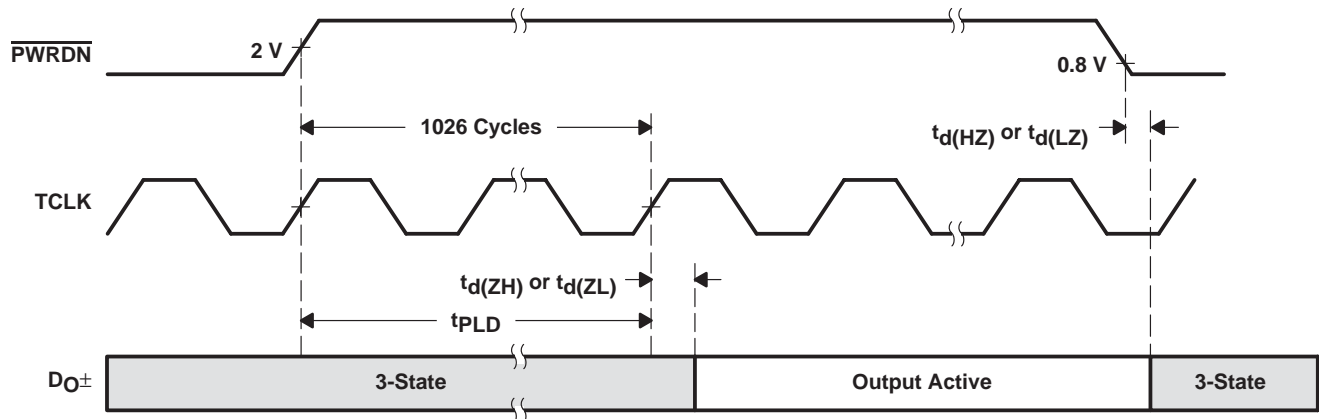 PWRDN
2 V
0.8 V
1026 Cycles
td(HZ) or td(LZ)
TCLK
td(ZH) or td(ZL)
tPLD
DO±
3-State
Output Active
3-State